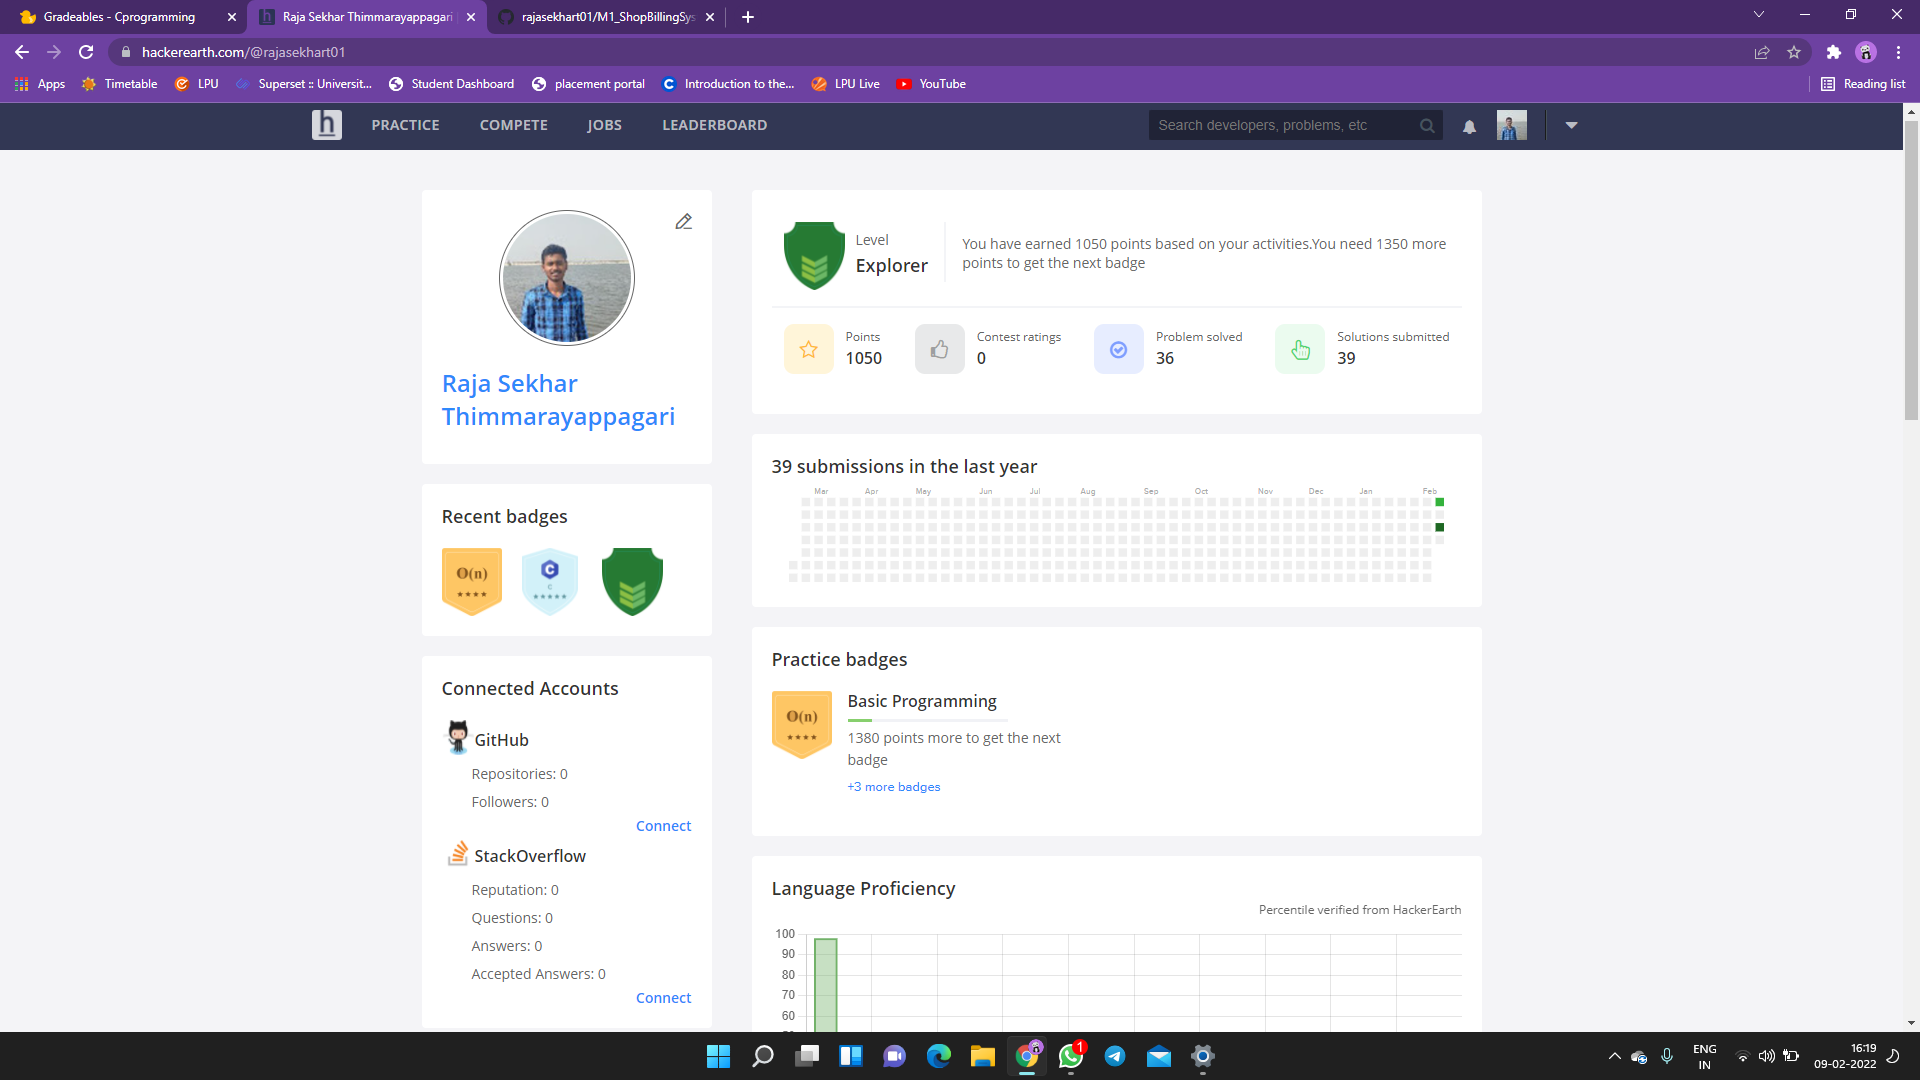 Gradeables - Cprogramming
Raja Sekhar Thimmarayappagari
rajasekhart01/M1_ShopBillingSys
hackerearth.com/@rajasekhart01
Apps
Timetable
LPU
Superset :: Universit...
Student Dashboard
placement portal
Introduction to the...
LPU Live
YouTube
Reading list
h
PRACTICE
COMPETE
JOBS
LEADERBOARD
Search developers, problems, etc
Raja Sekhar
Thimmarayappagari
Recent badges
O(n)
C
C
Connected Accounts
GitHub
Repositories: 0
Followers: 0
Connect
StackOverflow
Reputation: 0
Questions: 0
Answers: 0
Accepted Answers: 0
Connect
Level
Explorer
You have earned 1050 points based on your activities.You need 1350 more
points to get the next badge
Points
1050
Contest ratings
0
Problem solved
36
Solutions submitted
39
39 submissions in the last year
Mar Apr May Jun Jul Aug Sep Oct Nov Dec Jan Feb
Practice badges
O(n)
Basic Programming
1380 points more to get the next
badge
+3 more badges
Language Proficiency
Percentile verified from HackerEarth
100
90
80
70
60
1
ENG
IN
16:19
09-02-2022